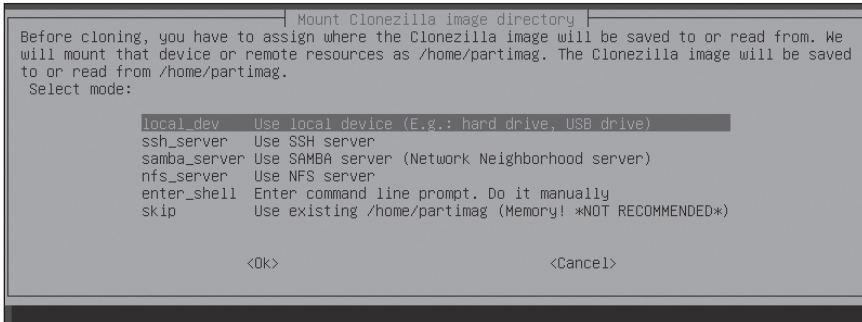 Mount Clonezilla image directory
Before cloning, you have to assign where the Clonezilla image will be saved to or read from. We
will mount that device or remote resources as /home/partimag. The Clonezilla image will be saved
to or read from /home/partimag.
Select mode:
local_dev Use local device (E.g.: hard drive, USB drive)
ssh_server Use SSH server
samba_server Use SAMBA server (Network Neighborhood server)
nfs_server Use NFS server
enter_shell Enter command line prompt. Do it manually
skip Use existing /home/partimag (Memory! *NOT RECOMMENDED*)
<Ok> <Cancel>